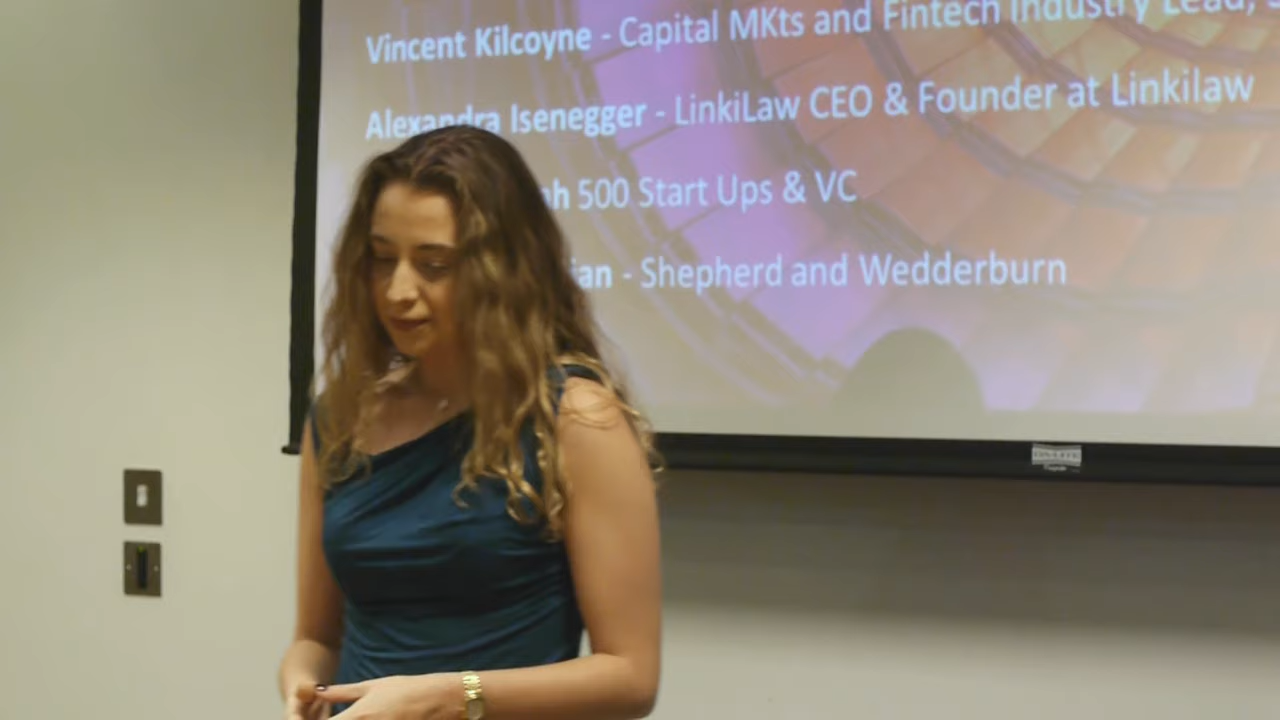 Vincent Kilcoyne - Capital MKts and Fintech Industry Lead,
Alexandra Isenegger - LinkiLaw CEO & Founder at Linkilaw
500 Start Ups & VC
- Shepherd and Wedderburn